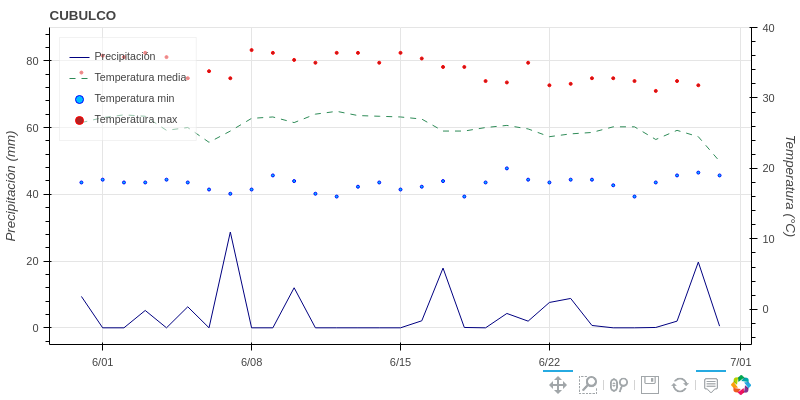 CUBULCO
Precipitación
Temperatura media
Temperatura min
Temperatura max
Precipitación (mm)
80
60
40
20
0
40
30
20
10
0
Temperatura (°C)
6/01
6/08
6/15
6/22
7/01